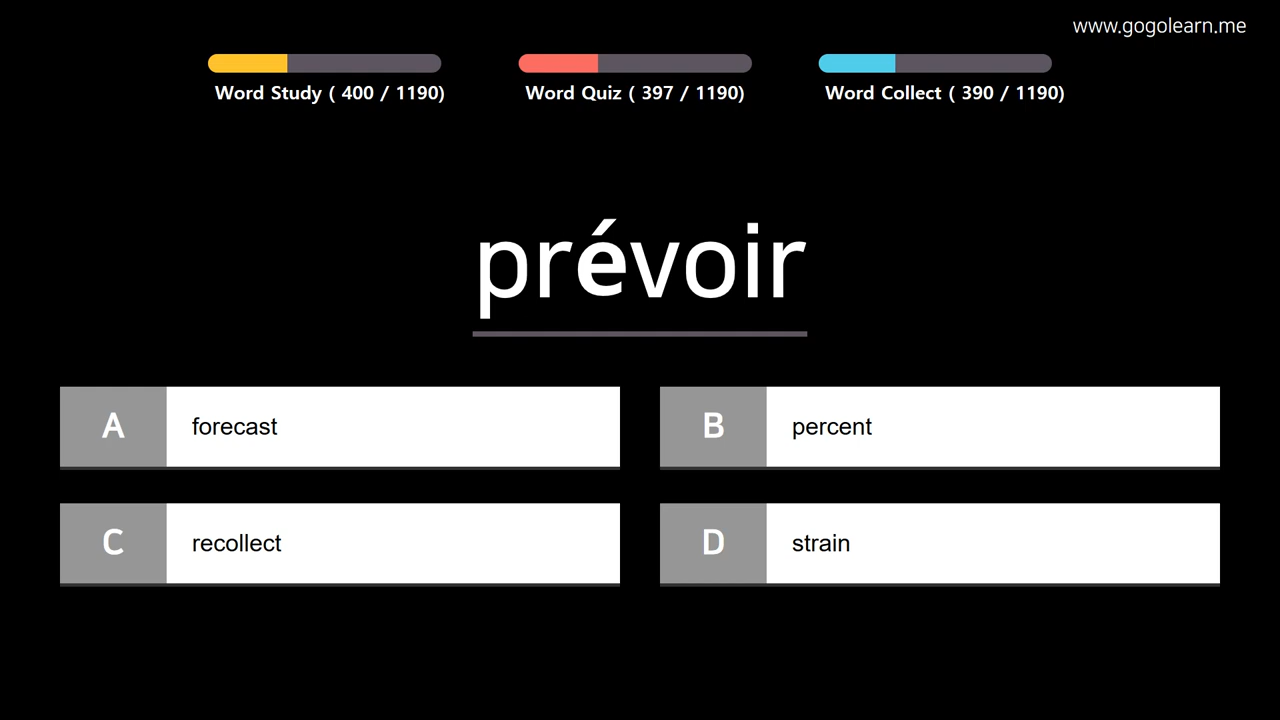 www.gogolearn.me
Word Study ( 400 / 1190)
Word Quiz ( 397 / 1190)
Word Collect ( 390 / 1190)
prévoir
A forecast
B percent
C recollect
D strain